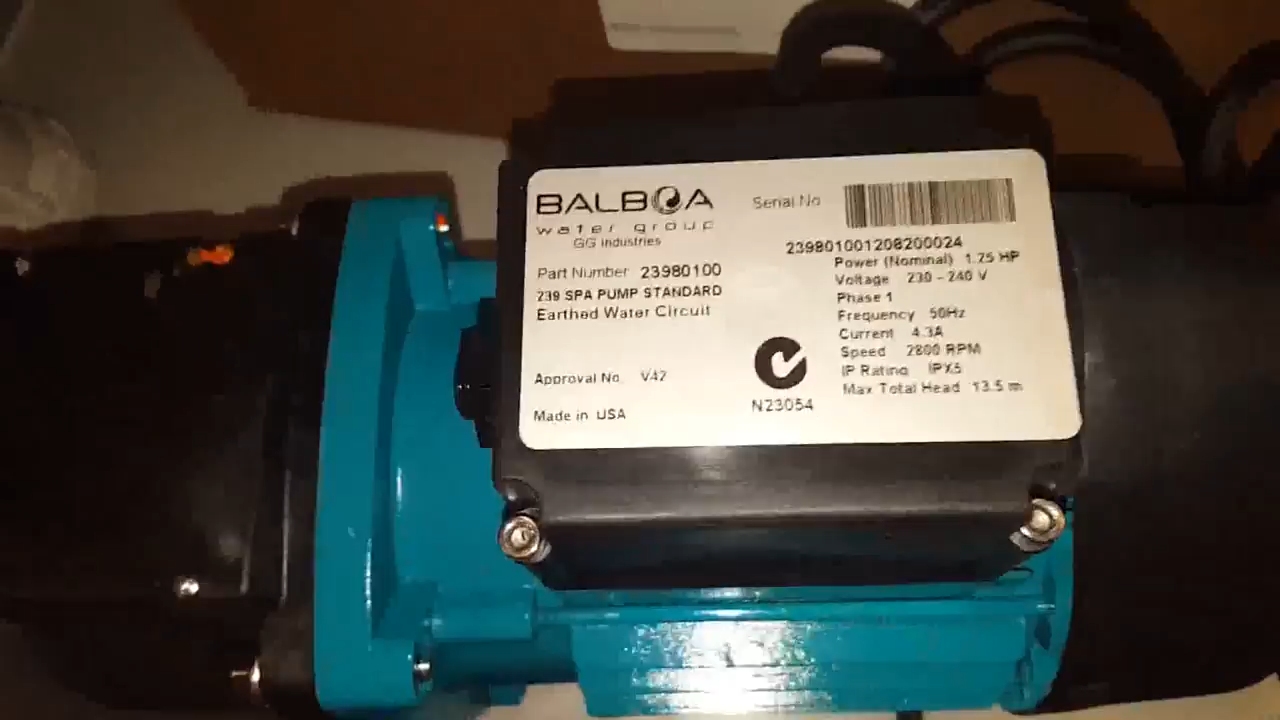 BALBOA
water group
GG Industries
Serial No
239801001208200024
Part Number 23980100
239 SPA PUMP STANDARD
Earthed Water Circuit
Approval No. V42
Made in USA
N23054
Power (Nominal) 1.25 HP
Voltage 230 - 240 V
Phase 1
Frequency 50Hz
Current 4.3A
Speed 2800 RPM
IP Rating IPX5
Max Total Head 13.5 m